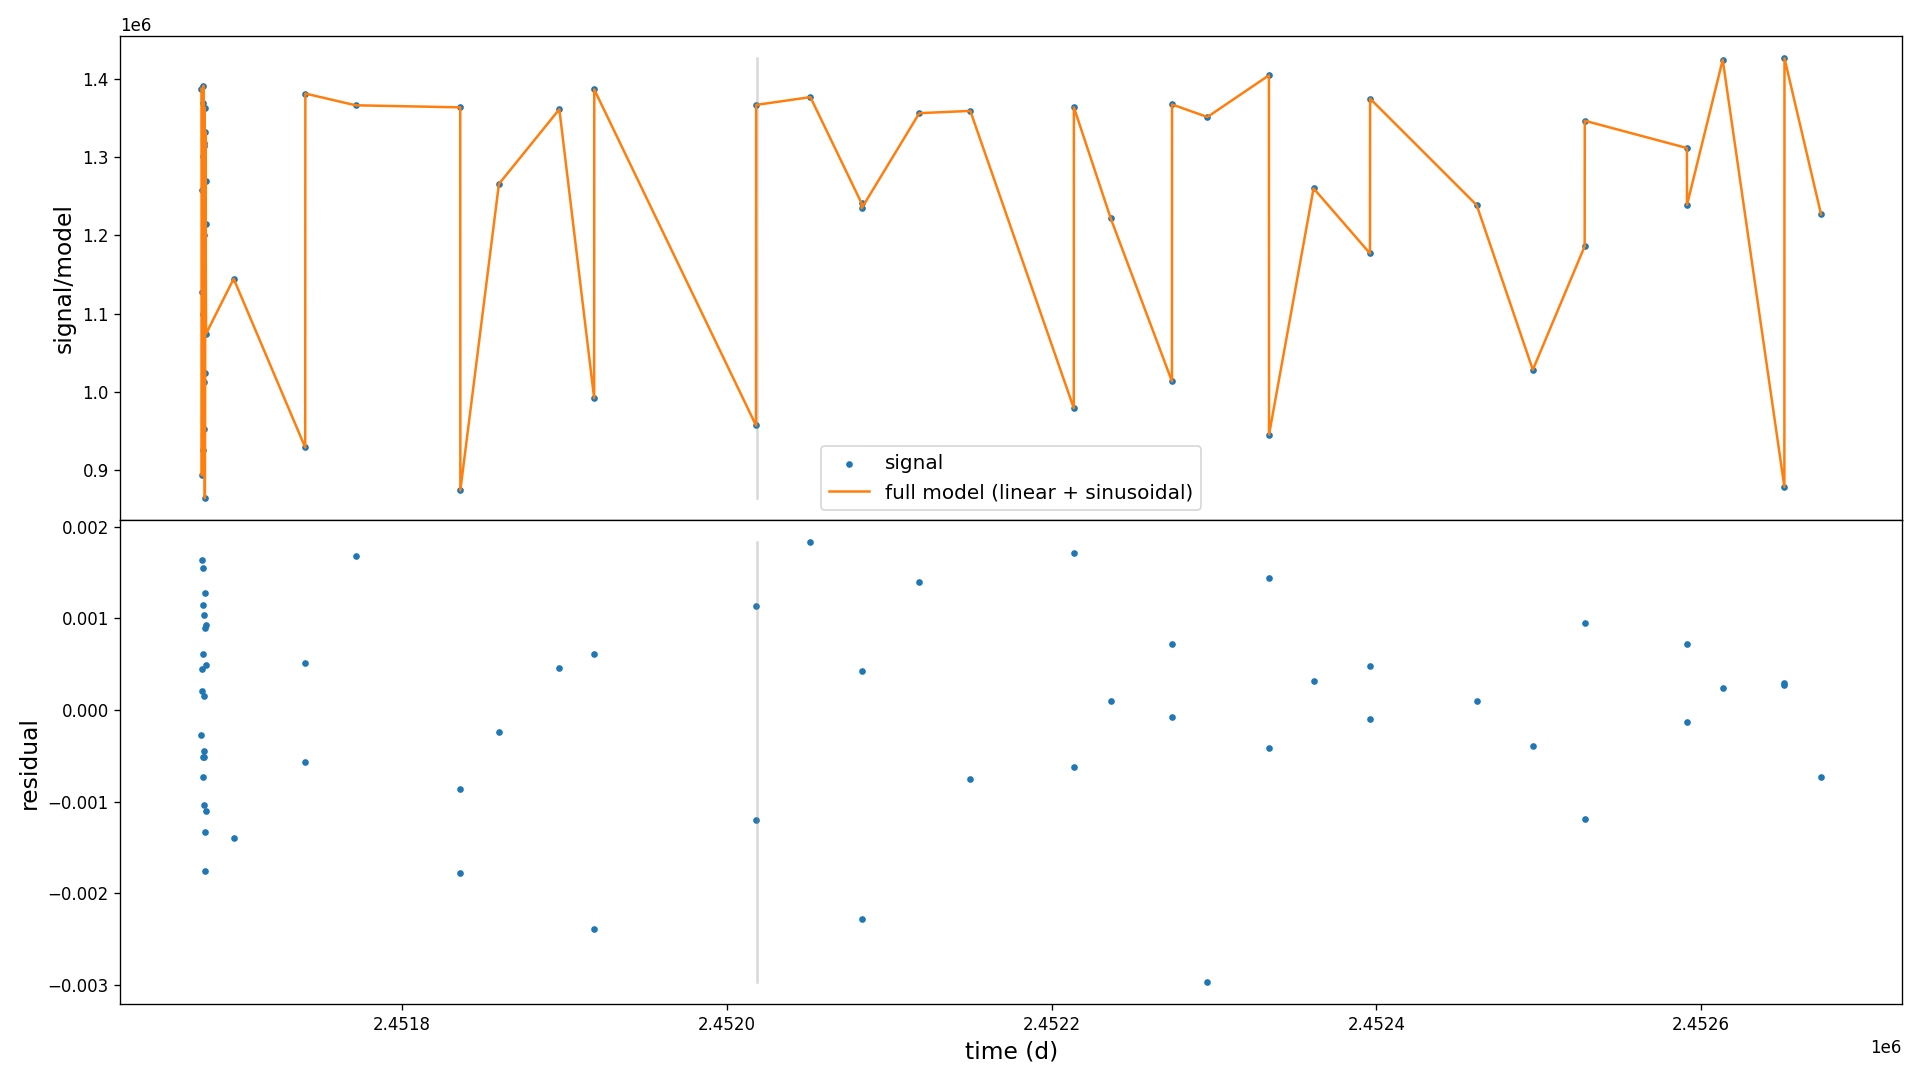 1e6
1.4
1.3
1.2
1.1
1.0
0.9
signal/model
signal
full model (linear + sinusoidal)
0.002
0.001
0.000
−0.001
−0.002
−0.003
residual
2.4518
2.4520
2.4522
2.4524
2.4526
time (d)
1e6